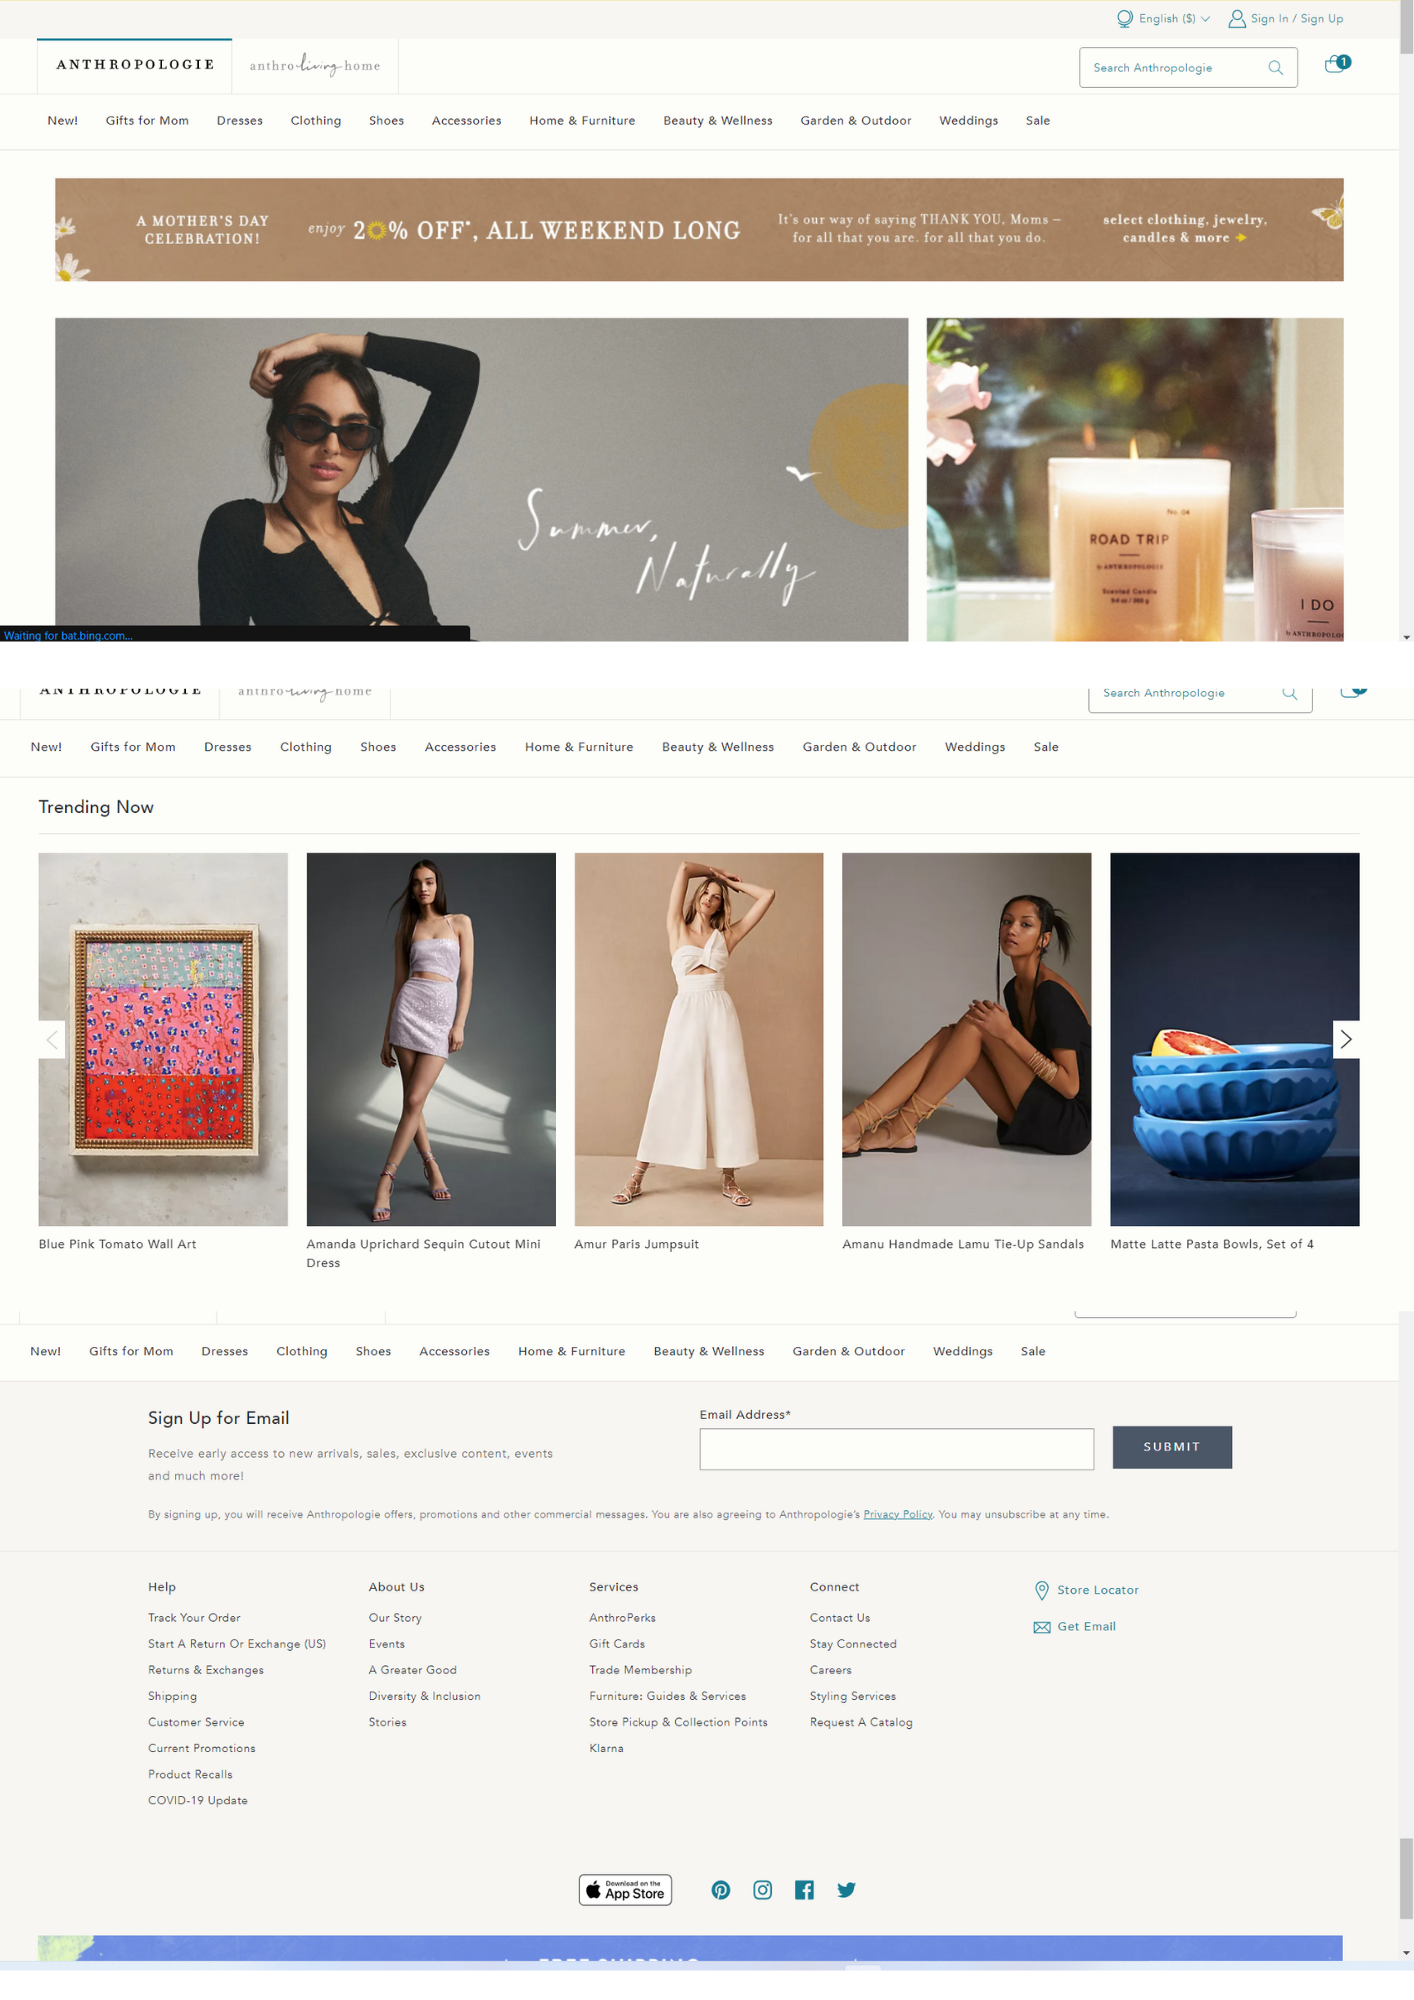 English ($)
Sign In / Sign Up
ANTHROPOLOGIE
anthroliving home
Search Anthropologie
1
New!
Gifts for Mom
Dresses
Clothing
Shoes
Accessories
Home & Furniture
Beauty & Wellness
Garden & Outdoor
Weddings
Sale
A MOTHER'S DAY
CELEBRATION!
enjoy 20% OFF*, ALL WEEKEND LONG
It's our way of saying THANK YOU, Moms –
for all that you are. for all that you do.
select clothing, jewelry,
candles & more
Summer,
Naturally
No. 04
ROAD TRIP
by ANTHROPOLOGIE
Scented Candle
9.4 oz / 266 g
I DO
Waiting for bat.bing.com...
ANTHROPOLOGIE
anthroliving home
Search Anthropologie
New!
Gifts for Mom
Dresses
Clothing
Shoes
Accessories
Home & Furniture
Beauty & Wellness
Garden & Outdoor
Weddings
Sale
Trending Now
Blue Pink Tomato Wall Art
Amanda Uprichard Sequin Cutout Mini
Dress
Amur Paris Jumpsuit
Amanu Handmade Lamu Tie-Up Sandals
Matte Latte Pasta Bowls, Set of 4
New!
Gifts for Mom
Dresses
Clothing
Shoes
Accessories
Home & Furniture
Beauty & Wellness
Garden & Outdoor
Weddings
Sale
Sign Up for Email
Receive early access to new arrivals, sales, exclusive content, events
and much more!
Email Address*
SUBMIT
By signing up, you will receive Anthropologie offers, promotions and other commercial messages. You are also agreeing to Anthropologie's Privacy Policy. You may unsubscribe at any time.
Help
Track Your Order
Start A Return Or Exchange (US)
Returns & Exchanges
Shipping
Customer Service
Current Promotions
Product Recalls
COVID-19 Update
About Us
Our Story
Events
A Greater Good
Diversity & Inclusion
Stories
Services
AnthroPerks
Gift Cards
Trade Membership
Furniture: Guides & Services
Store Pickup & Collection Points
Klarna
Connect
Contact Us
Stay Connected
Careers
Styling Services
Request A Catalog
Store Locator
Get Email
Download on the
App Store
FREE SHIPPING